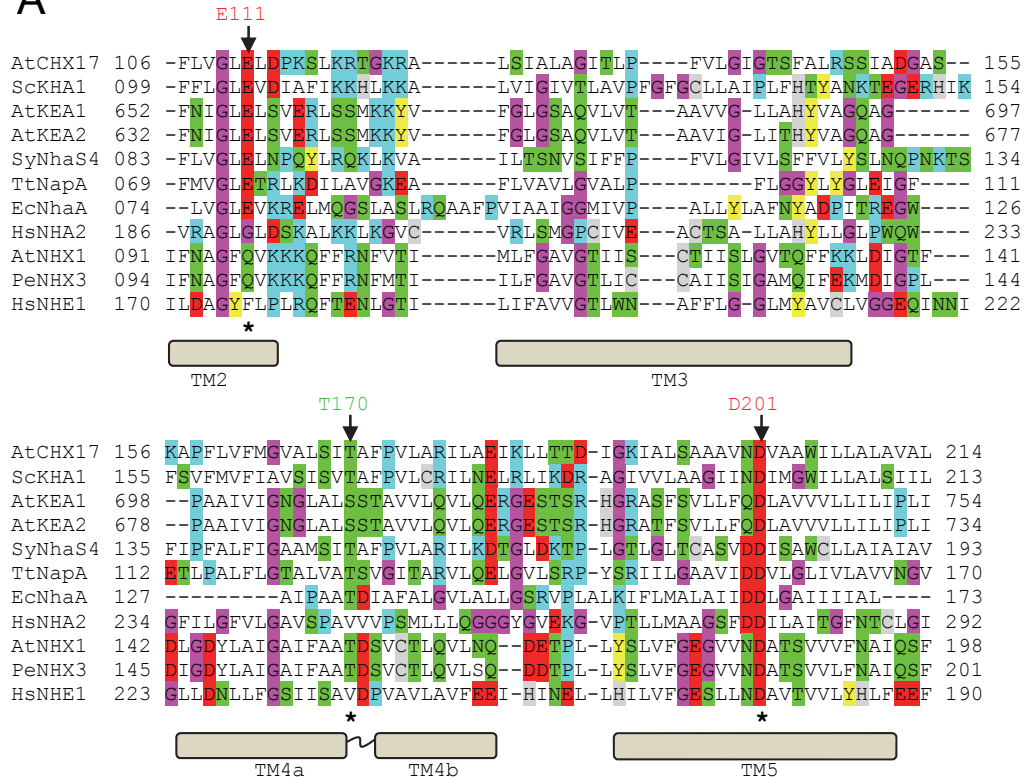 A
E111
AtCHX17 106 -FLVGLELDPKSLKRTGKRA------LSIALAGITLP----FVLGIGTSFALRSSIADGAS-- 155
ScKHA1 099 -FFLGLEVDIAFIKKHLKKA------LVIGIVTLAVPFGFGCLLAIPLFHTYANKTEGERHIK 154
AtKEA1 652 -FNIGLELSVERLSSMKKYV------FGLGSAQVLVT----AAVVG-LLAHYVAGQAG 697
AtKEA2 632 -FNIGLELSVERLSSMKKYV------FGLGSAQVLVT----AAVIG-LITHYVAGQAG 677
SyNhaS4 083 -FLVGLELNPQYLRQKLKVA------ILTSNVSIFFP----FVLGIVLSFFVLYSLNQPNKTS 134
TtNapA 069 -FMVGLETRLKDILAVGKEA------FLVAVLGVALP---------FLGGYLYGLEIGF---- 111
EcNhaA 074 --LVGLEVKRELMQGSLASLRQAAFPVIAAIGGMIVP----ALLYLAFNYADPITREGW---- 126
HsNHA2 186 -VRAGLGLDSKALKKLKGVC------VRLSMGPCIVE---ACTSA-LLAHYLLGLPWQW---- 233
AtNHX1 091 IFNAGFQVKKKQFFRNFVTI------MLFGAVGTIIS---CTIISLGVTQFFKKLDIGTF--- 141
PeNHX3 094 IFNAGFQVKKKQFFRNFMTI------LIFGAVGTLIC---CAIISIGAMQIFEKMDIGPL--- 144
HsNHE1 170 ILDAGYFLPLRQFTENLGTI------LIFAVVGTLWN----AFFLG-GLMYAVCLVGGEQINNI 222
*
TM2 TM3
T170 D201
AtCHX17 156 KAPFLVFMGVALSITAFPVLARILAEIKLLTTD-IGKIALSAAAVNDVAAWILLALAVAL 214
ScKHA1 155 FSVFMVFIAVSISVTAFPVLCRILNELRLIKDR-AGIVVLAAGIINDIMGWILLALSIIL 213
AtKEA1 698 --PAAIVIGNGLALSSTAVVLQVLQERGESTSR-HGRASFSVLLFQDLAVVVLLILIPLI 754
AtKEA2 678 --PAAIVIGNGLALSSTAVVLQVLQERGESTSR-HGRATFSVLLFQDLAVVVLLILIPLI 734
SyNhaS4 135 FIPFALFIGAAMSITAFPVLARILKDTGLDKTP-LGTLGLTCASVDDISAWCLLAIAIAV 193
TtNapA 112 ETLPALFLGTALVATSVGITARVLQELGVLSRP-YSRIILGAAVIDDVLGLIVLAVVNGV 170
EcNhaA 127 ---------AIPAATDIAFALGVLALLGSRVPLALKIFLMALAIIDDLGAIIIIAL---- 173
HsNHA2 234 GFILGFVLGAVSPAVVVPSMLLLQGGGYGVEKG-VPTLLMAAGSFDDILAITGFNTCLGI 292
AtNHX1 142 DLGDYLAIGAIFAATDSVCTLQVLNQ--DETPL-LYSLVFGEGVVNDATSVVVFNAIQSF 198
PeNHX3 145 DIGDYLAIGAIFAATDSVCTLQVLSQ--DDTPL-LYSLVFGEGVVNDATSVVLFNAIQSF 201
HsNHE1 223 GLLDNLLFGSIISAVDPVAVLAVFEEI-HINEL-LHILVFGESLLNDAVTVVLYHLFEEF 190
* *
TM4a TM4b TM5